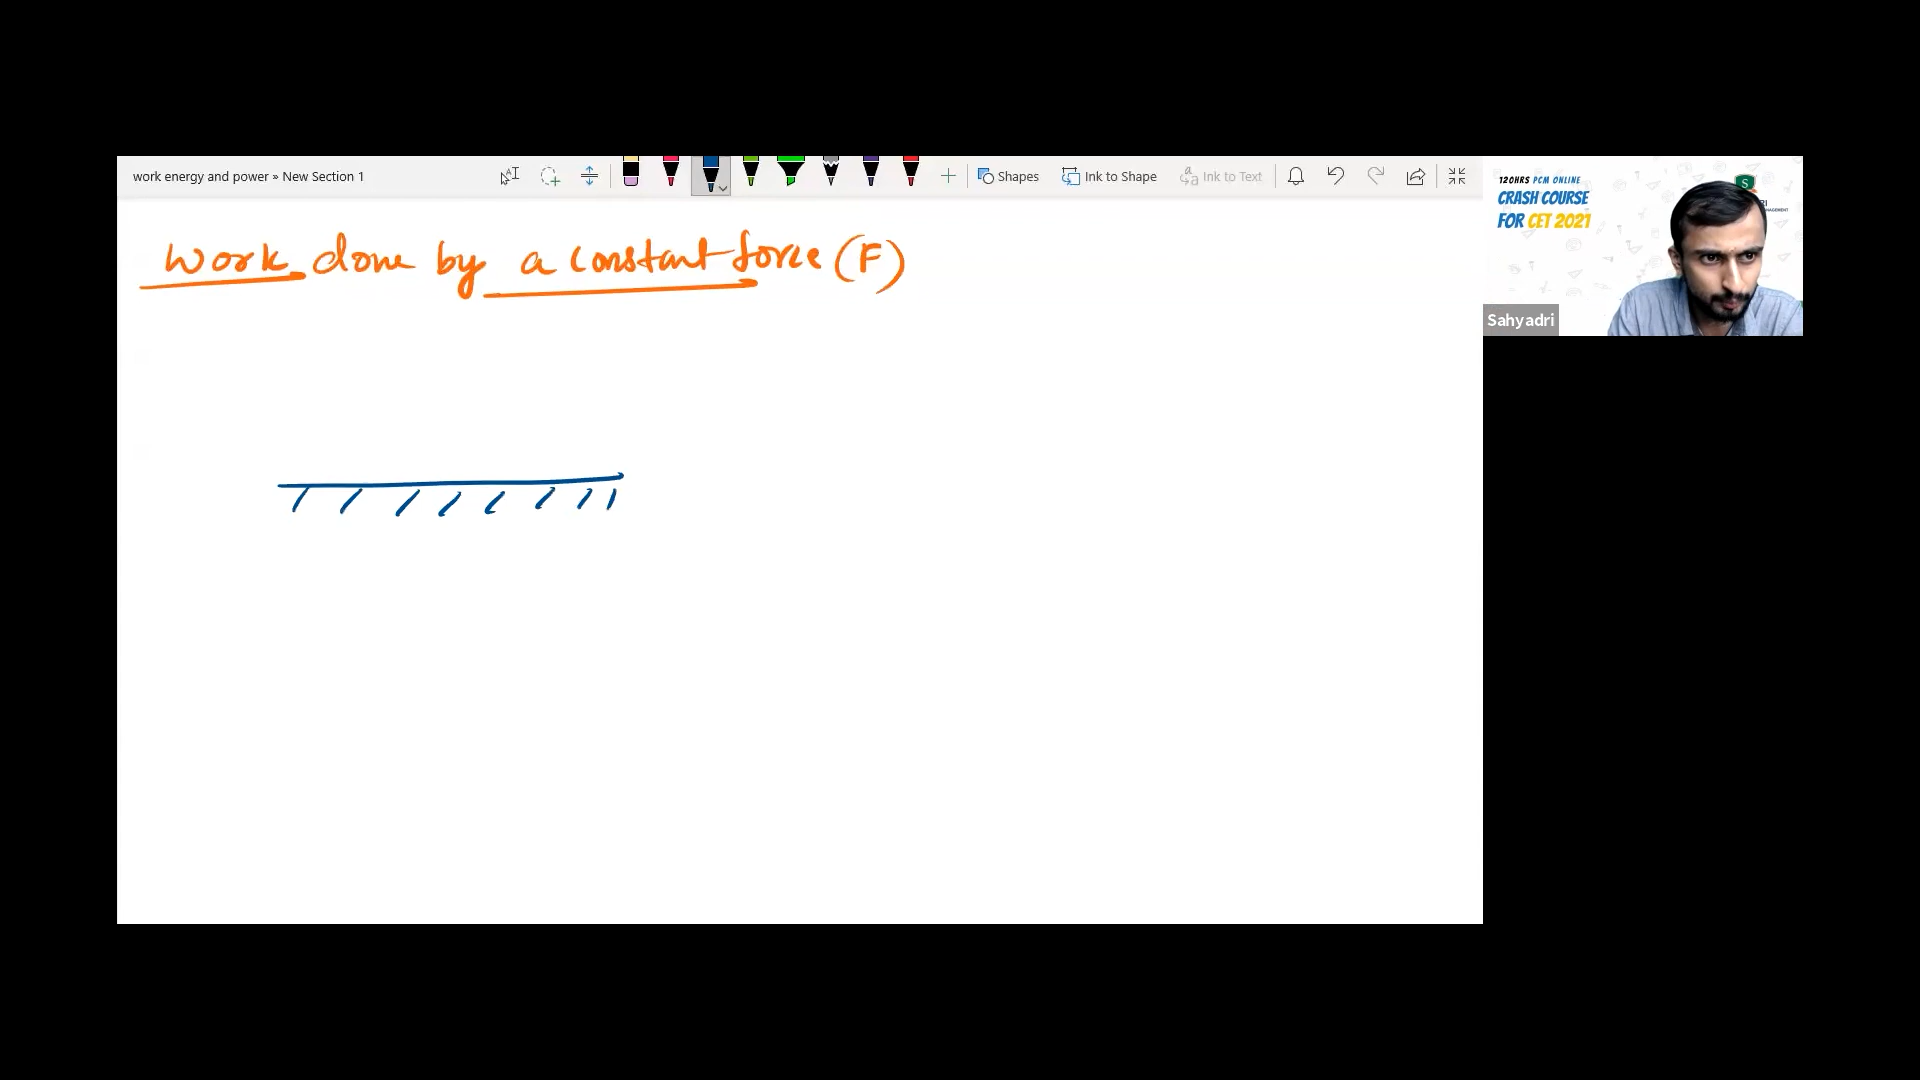 work energy and power » New Section 1
Shapes
Ink to Shape
Ink to Text
work done by a constant force (F)
120HRS PCM ONLINE
CRASH COURSE
FOR CET 2021
S
Sahyadri